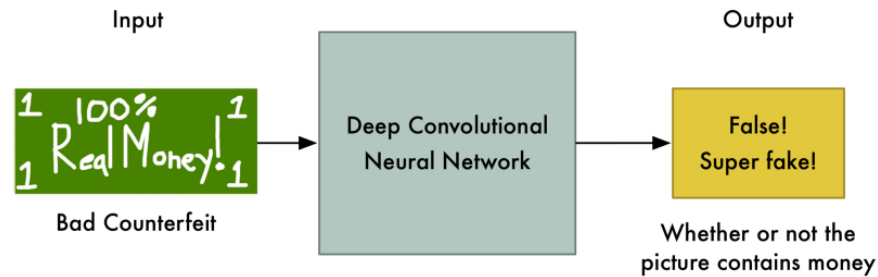 Input
1 100% 1
Real Money!
1 1
Bad Counterfeit
Deep Convolutional
Neural Network
Output
False!
Super fake!
Whether or not the
picture contains money